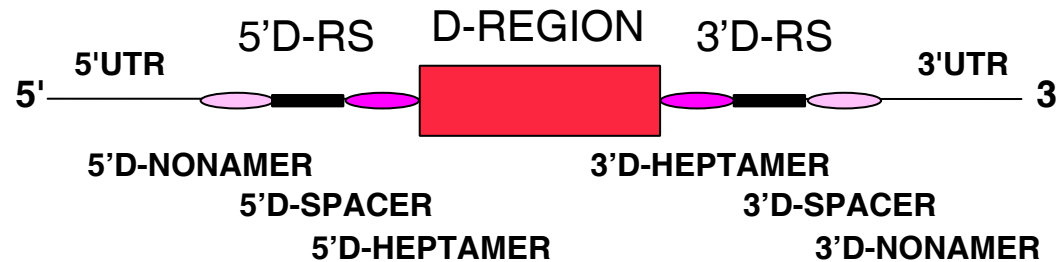 5’D-RS D-REGION 3’D-RS
5'UTR 3'UTR
5' 3
5’D-NONAMER 3’D-HEPTAMER
5’D-SPACER 3’D-SPACER
5’D-HEPTAMER 3’D-NONAMER